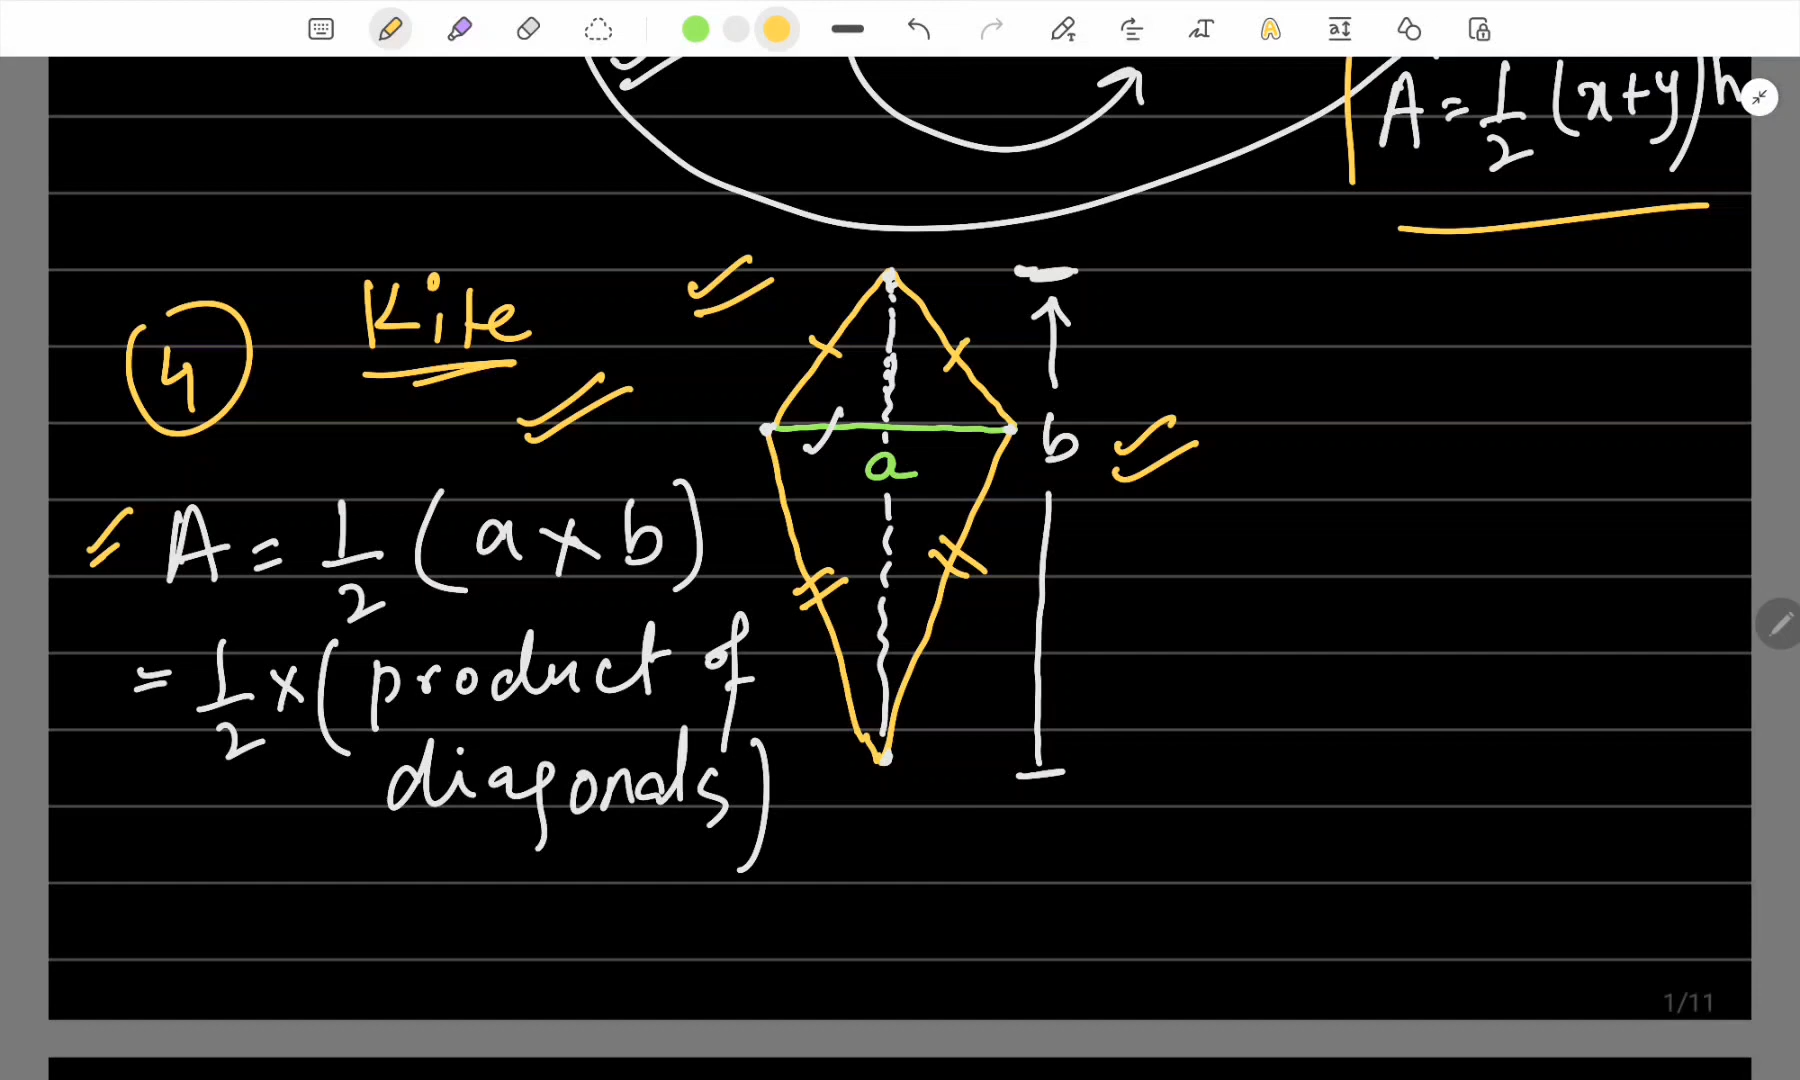 A = 1/2 (x+y) h
4 Kite
a
b
A = 1/2 (a × b)
= 1/2 × (product of
diagonals)
1/11